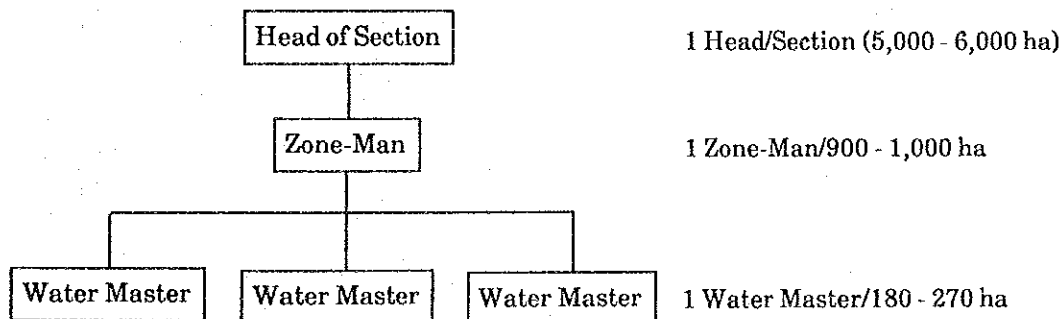 Head of Section 1 Head/Section (5,000 - 6,000 ha)
Zone-Man 1 Zone-Man/900 - 1,000 ha
Water Master Water Master Water Master 1 Water Master/180 - 270 ha